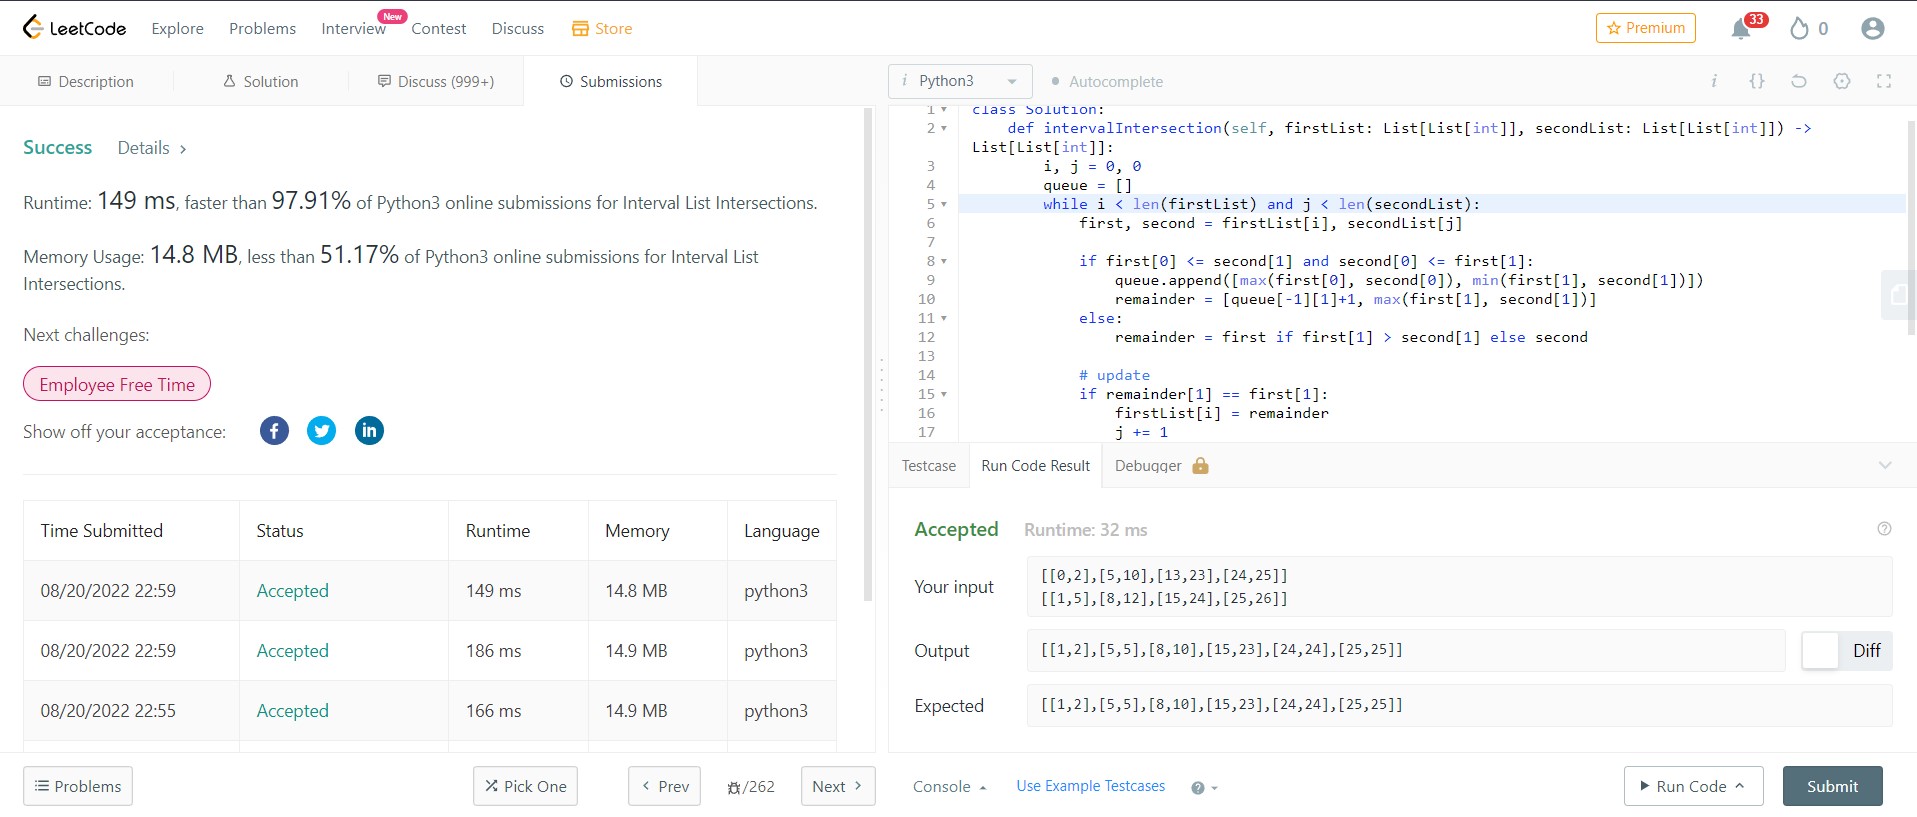 LeetCode Explore Problems Interview New Contest Discuss Store Premium 33 0
Description Solution Discuss (999+) Submissions
Success Details >
Runtime: 149 ms, faster than 97.91% of Python3 online submissions for Interval List Intersections.
Memory Usage: 14.8 MB, less than 51.17% of Python3 online submissions for Interval List
Intersections.
Next challenges:
Employee Free Time
Show off your acceptance: f in
Time Submitted Status Runtime Memory Language
08/20/2022 22:59 Accepted 149 ms 14.8 MB python3
08/20/2022 22:59 Accepted 186 ms 14.9 MB python3
08/20/2022 22:55 Accepted 166 ms 14.9 MB python3
Problems Pick One < Prev /262 Next >
i Python3 Autocomplete i {}
1 class Solution:
2 def intervalIntersection(self, firstList: List[List[int]], secondList: List[List[int]]) ->
List[List[int]]:
3 i, j = 0, 0
4 queue = []
5 while i < len(firstList) and j < len(secondList):
6 first, second = firstList[i], secondList[j]
7
8 if first[0] <= second[1] and second[0] <= first[1]:
9 queue.append([max(first[0], second[0]), min(first[1], second[1])])
10 remainder = [queue[-1][1]+1, max(first[1], second[1])]
11 else:
12 remainder = first if first[1] > second[1] else second
13
14 # update
15 if remainder[1] == first[1]:
16 firstList[i] = remainder
17 j += 1
Testcase Run Code Result Debugger
Accepted Runtime: 32 ms ?
Your input
[[0,2],[5,10],[13,23],[24,25]]
[[1,5],[8,12],[15,24],[25,26]]
Output [[1,2],[5,5],[8,10],[15,23],[24,24],[25,25]] Diff
Expected [[1,2],[5,5],[8,10],[15,23],[24,24],[25,25]]
Console Use Example Testcases ? Run Code Submit